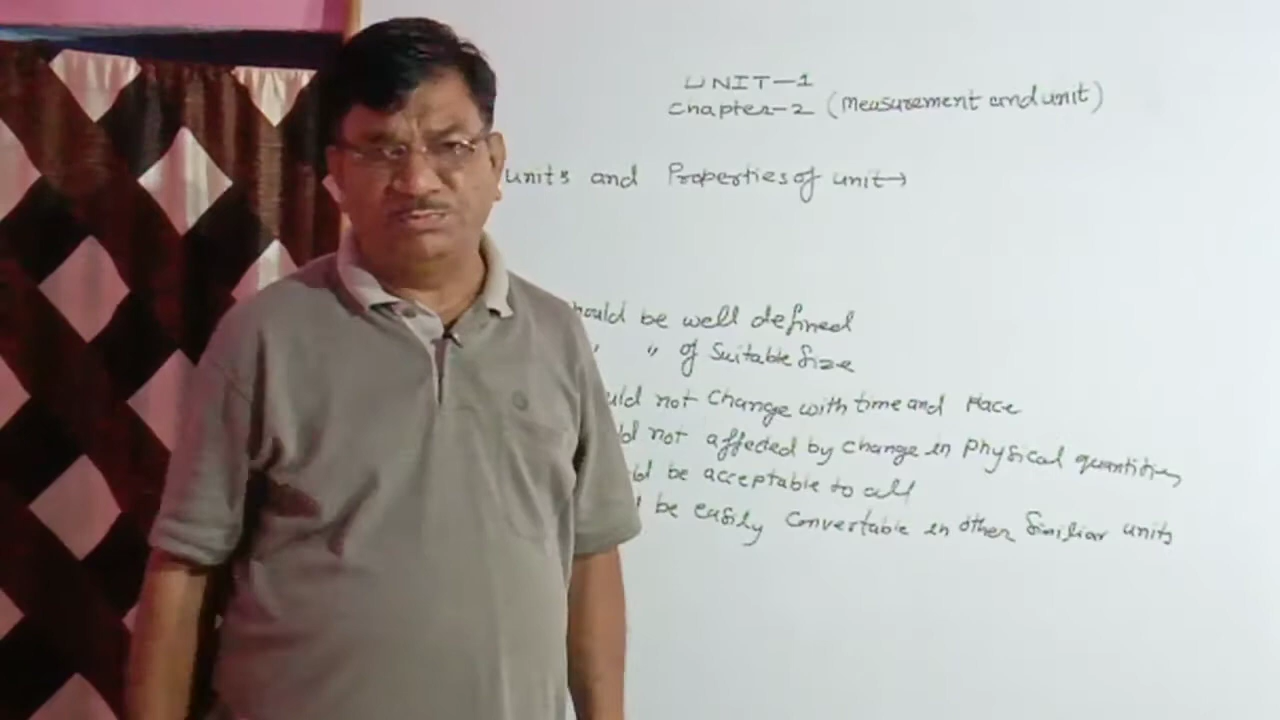 UNIT-1
Chapter-2 (Measurement and unit)
units and Properties of unit→
hould be well defined
" of Suitable Size
uld not change with time and Place
ld not affected by change in Physical quantities
ld be acceptable to all
be easily Convertable in other Similiar units